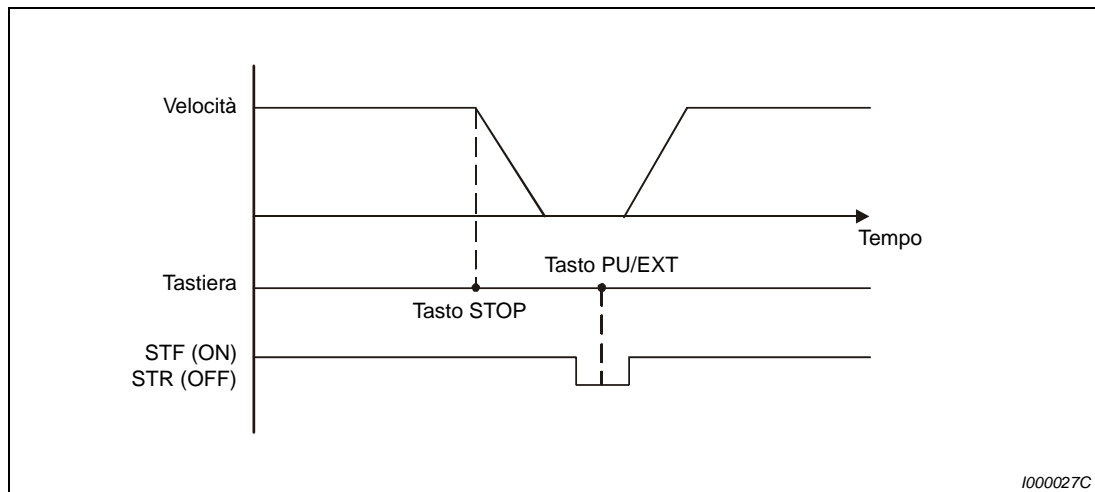 Velocità
Tempo
Tastiera
Tasto PU/EXT
Tasto STOP
STF (ON)
STR (OFF)
I000027C